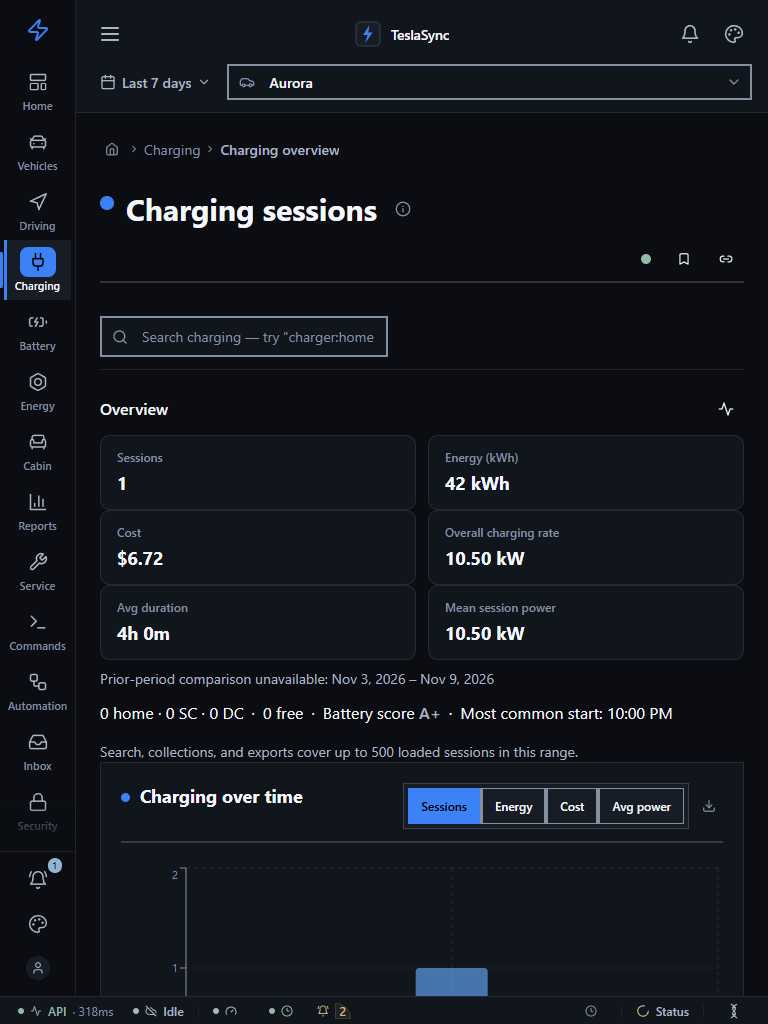 TeslaSync
Last 7 days
Aurora
Home
Vehicles
Driving
Charging
Battery
Energy
Cabin
Reports
Service
Commands
Automation
Inbox
Security
1
Charging
Charging overview
Charging sessions
Search charging — try "charger:home
Overview
Sessions
1
Energy (kWh)
42 kWh
Cost
$6.72
Overall charging rate
10.50 kW
Avg duration
4h 0m
Mean session power
10.50 kW
Prior-period comparison unavailable: Nov 3, 2026 – Nov 9, 2026
0 home · 0 SC · 0 DC · 0 free · Battery score A+ · Most common start: 10:00 PM
Search, collections, and exports cover up to 500 loaded sessions in this range.
Charging over time
Sessions
Energy
Cost
Avg power
2
1
API · 318ms
Idle
2
Status